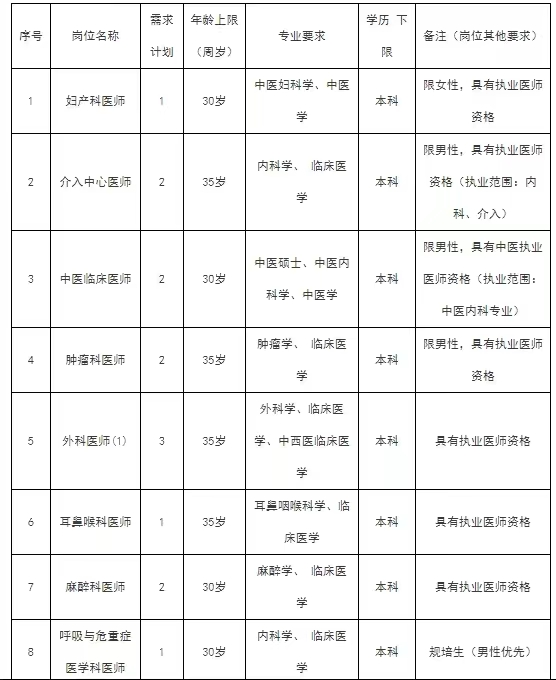 序号 岗位名称 需求计划 年龄上限（周岁） 专业要求 学历 下限 备注（岗位其他要求）
1 妇产科医师 1 30岁 中医妇科学、中医学 本科 限女性，具有执业医师资格
2 介入中心医师 2 35岁 内科学、 临床医学 本科 限男性，具有执业医师资格（执业范围：内科、介入）
3 中医临床医师 2 30岁 中医硕士、中医内科学、中医学 本科 限男性，具有中医执业医师资格（执业范围：中医内科专业）
4 肿瘤科医师 2 35岁 肿瘤学、 临床医学 本科 限男性，具有执业医师资格
5 外科医师(1) 3 35岁 外科学、临床医学、中西医临床医学 本科 具有执业医师资格
6 耳鼻喉科医师 1 35岁 耳鼻咽喉科学、临床医学 本科 具有执业医师资格
7 麻醉科医师 2 30岁 麻醉学、 临床医学 本科 具有执业医师资格
8 呼吸与危重症医学科医师 1 30岁 内科学、 临床医学 本科 规培生（男性优先）